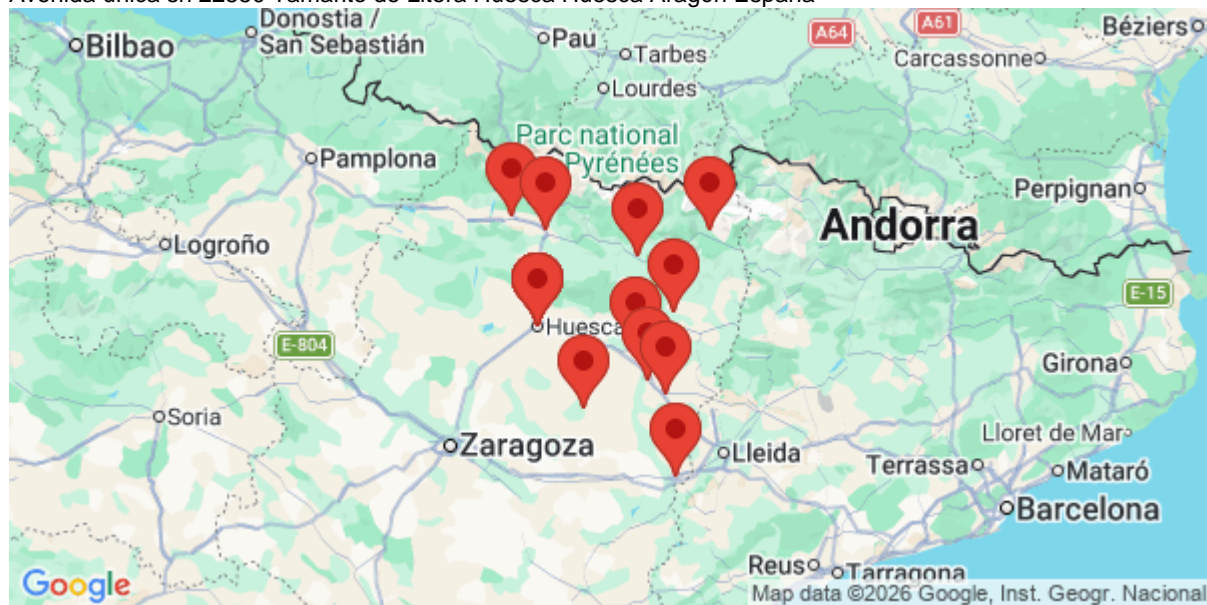 Bilbao
Donostia /
San Sebastián
Pau
Tarbes
A64
A61
Carcassonne
Béziers
Lourdes
Parc national
Pyrénées
Pamplona
Perpignan
Andorra
Logroño
E-15
Huesca
E-804
Girona
Soria
Zaragoza
Lleida
Lloret de Mar
Terrassa
Mataró
Barcelona
Reus
Tarragona
Google
Map data ©2026 Google, Inst. Geogr. Nacional